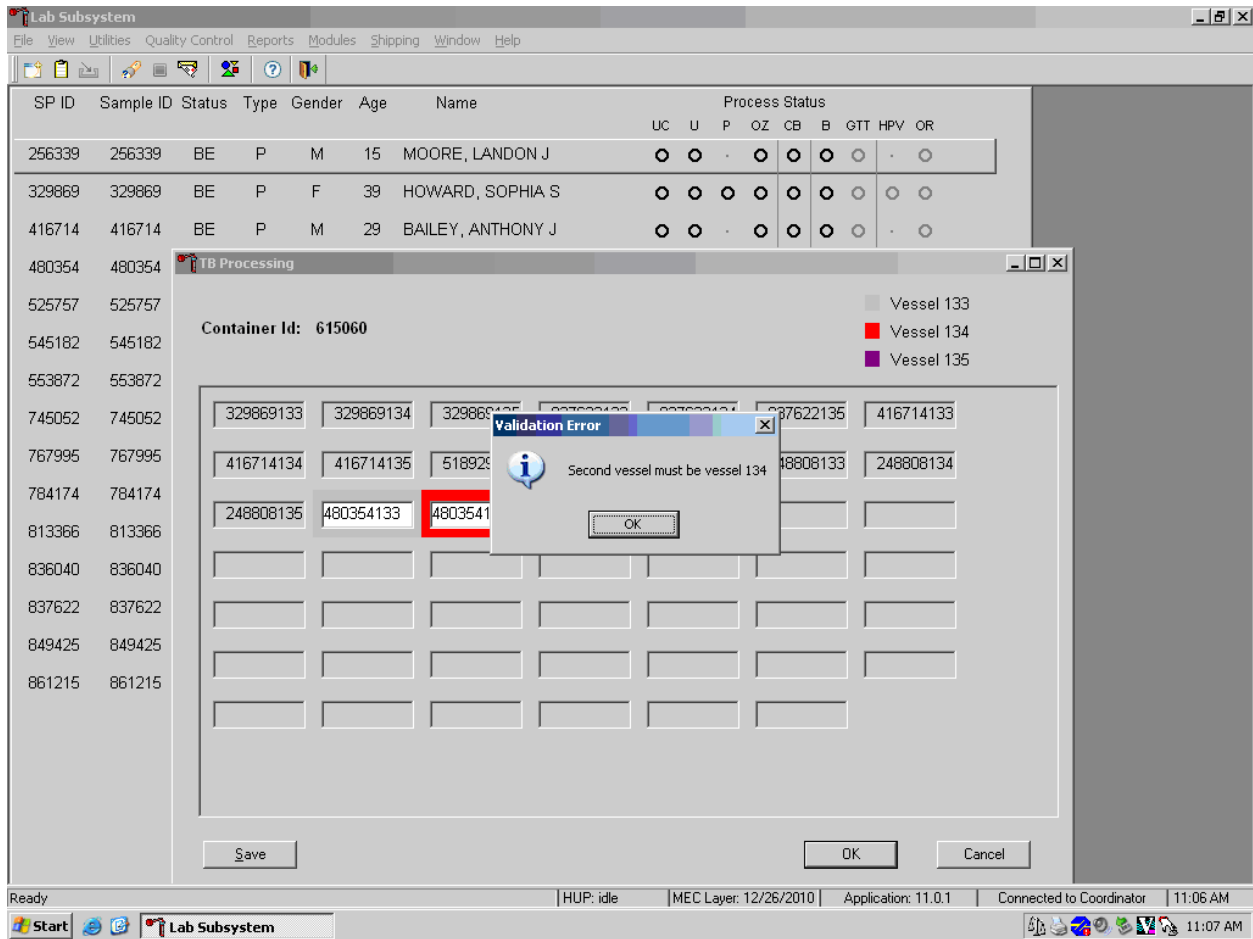 Lab Subsystem
File View Utilities Quality Control Reports Modules Shipping Window Help
SP ID Sample ID Status Type Gender Age Name Process Status
UC U P OZ CB B GTT HPV OR
256339 256339 BE P M 15 MOORE, LANDON J
329869 329869 BE P F 39 HOWARD, SOPHIA S
416714 416714 BE P M 29 BAILEY, ANTHONY J
480354 480354
525757 525757
545182 545182
553872 553872
745052 745052
767995 767995
784174 784174
813366 813366
836040 836040
837622 837622
849425 849425
861215 861215
TB Processing
Container Id: 615060
Vessel 133
Vessel 134
Vessel 135
329869133 329869134 416714133
416714134 416714135 248808134
248808135 480354133
Validation Error
Second vessel must be vessel 134
OK
Save OK Cancel
Ready HUP: idle MEC Layer: 12/26/2010 Application: 11.0.1 Connected to Coordinator 11:06 AM
Start Lab Subsystem 11:07 AM